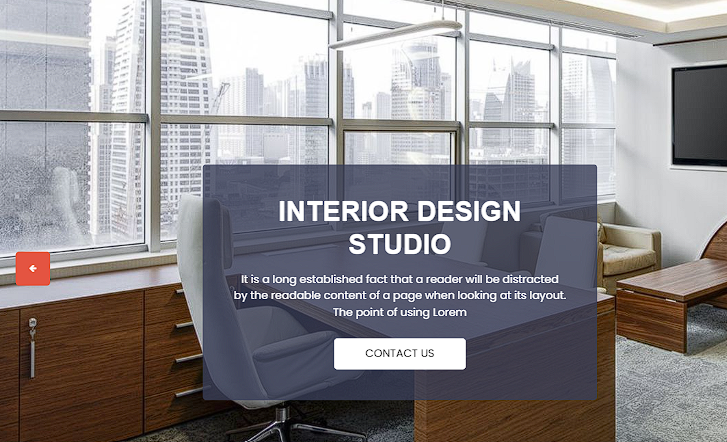 INTERIOR DESIGN
STUDIO
It is a long established fact that a reader will be distracted
by the readable content of a page when looking at its layout.
The point of using Lorem
CONTACT US